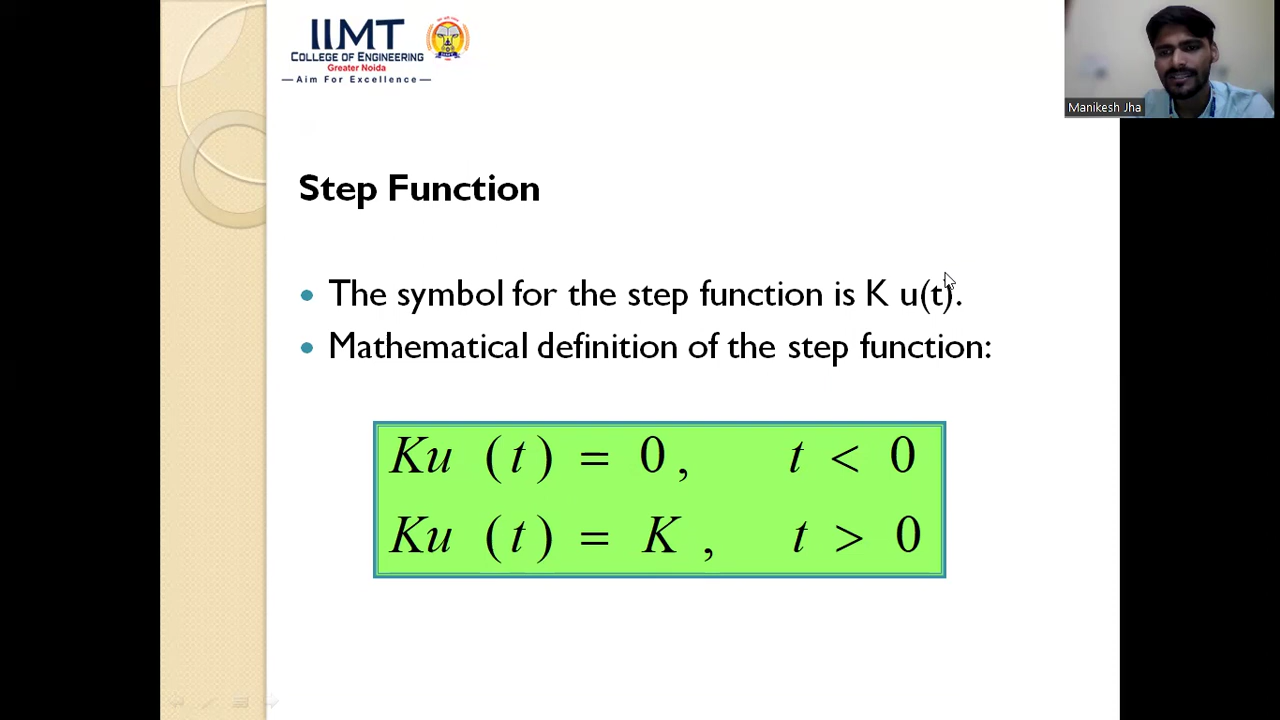 IIMT
COLLEGE OF ENGINEERING
Greater Noida
Aim For Excellence
Manikesh Jha
Step Function
• The symbol for the step function is K u(t).
• Mathematical definition of the step function:
Ku (t) = 0, t < 0
Ku (t) = K, t > 0